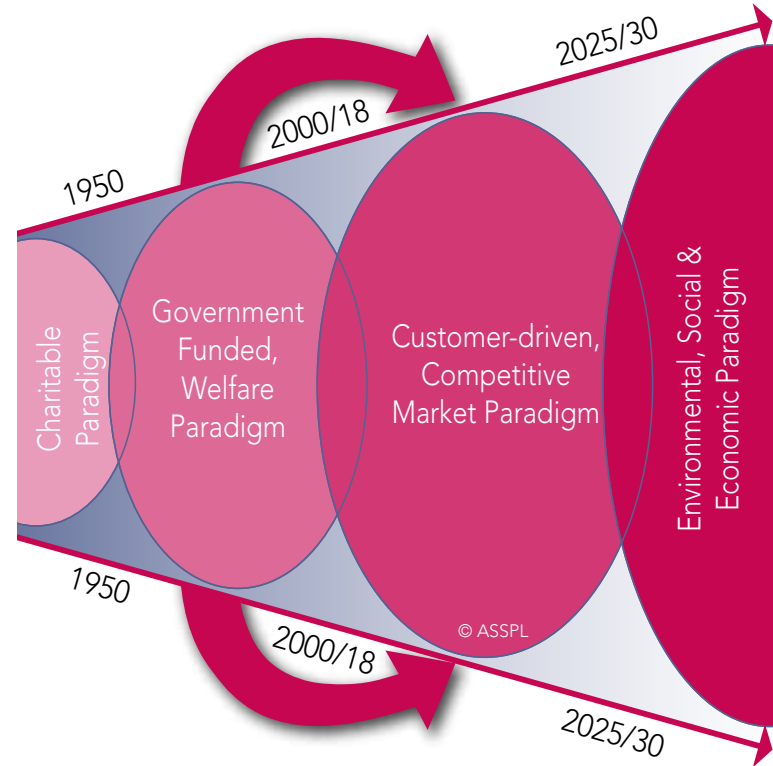 1950
2000/18
2025/30
Charitable
Paradigm
Government
Funded,
Welfare
Paradigm
Customer-driven,
Competitive
Market Paradigm
Environmental, Social &
Economic Paradigm
© ASSPL
1950
2000/18
2025/30